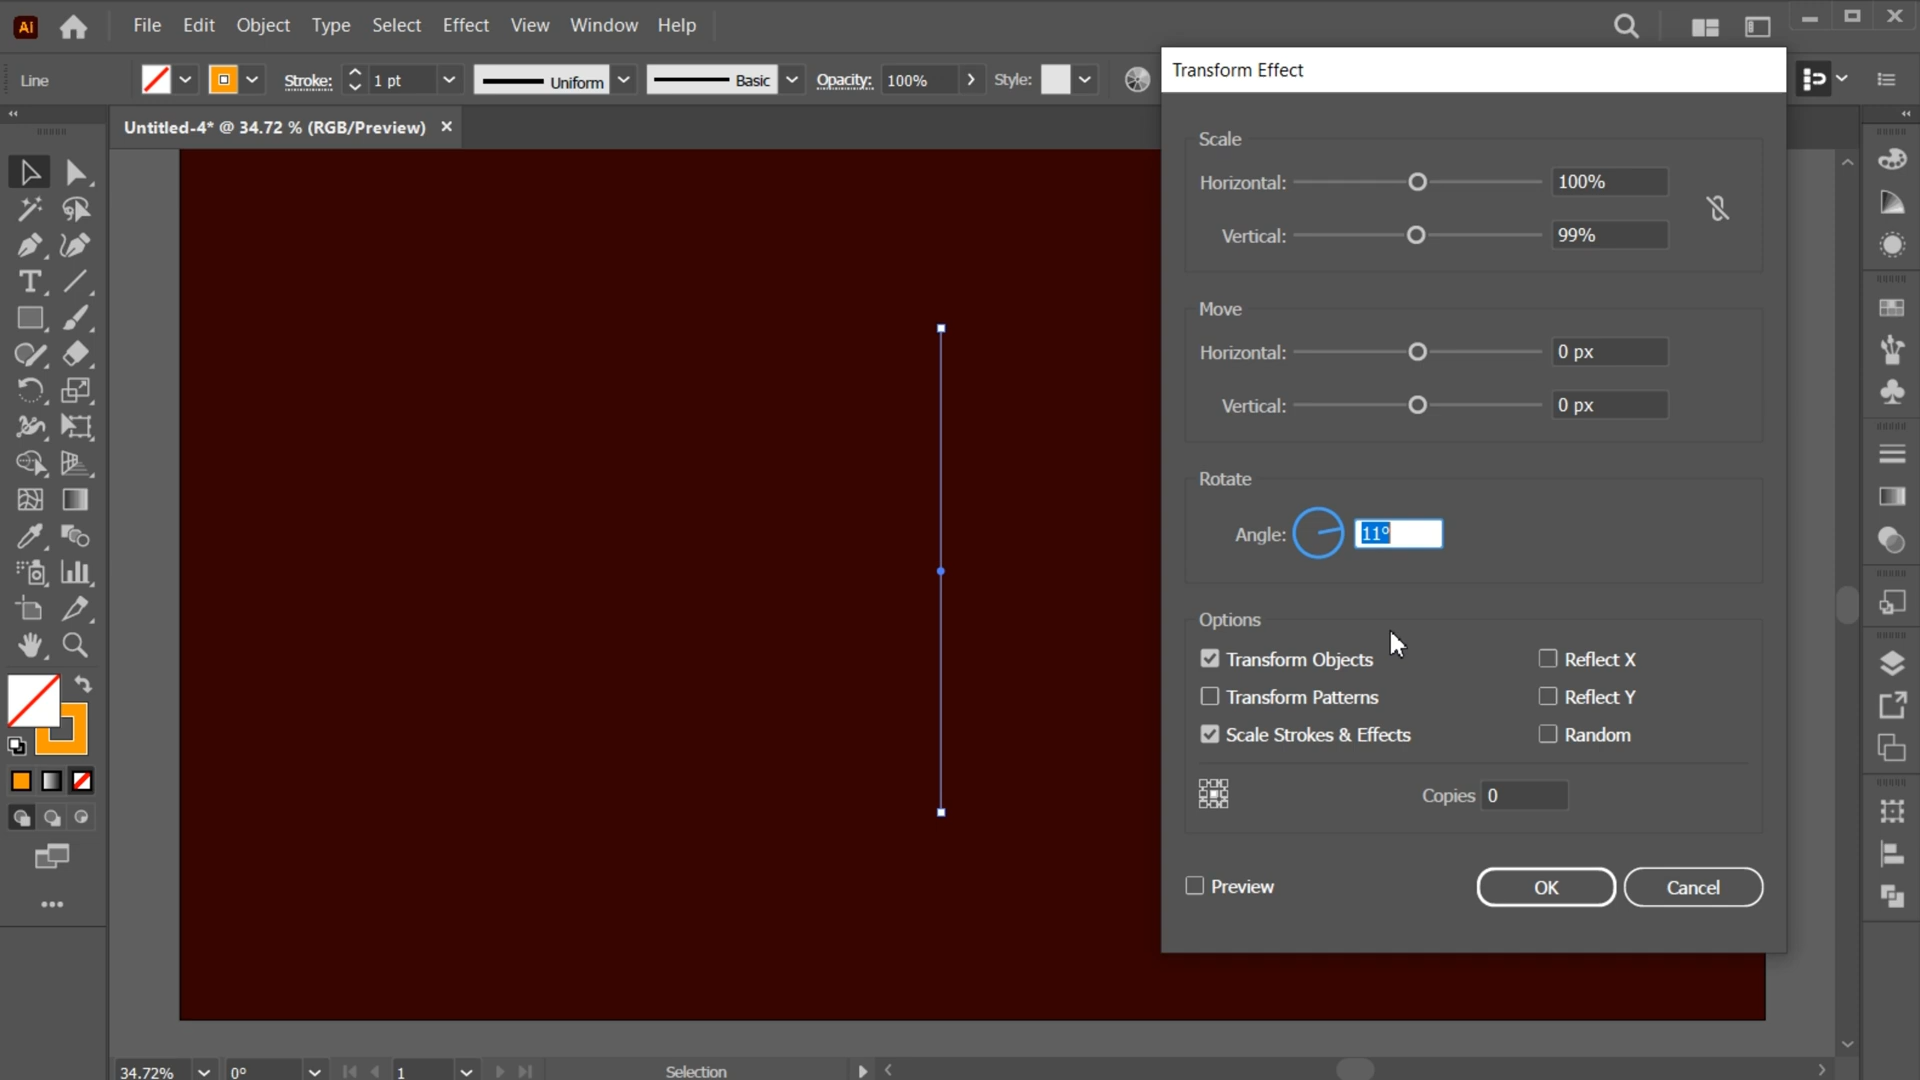 Ai File Edit Object Type Select Effect View Window Help
Line Stroke: 1 pt Uniform Basic Opacity: 100% Style:
Untitled-4* @ 34.72 % (RGB/Preview) ×
Transform Effect
Scale
Horizontal: 100%
Vertical: 99%
Move
Horizontal: 0 px
Vertical: 0 px
Rotate
Angle: 11°
Options
Transform Objects Reflect X
Transform Patterns Reflect Y
Scale Strokes & Effects Random
Copies 0
Preview OK Cancel
34.72% 0° 1 Selection